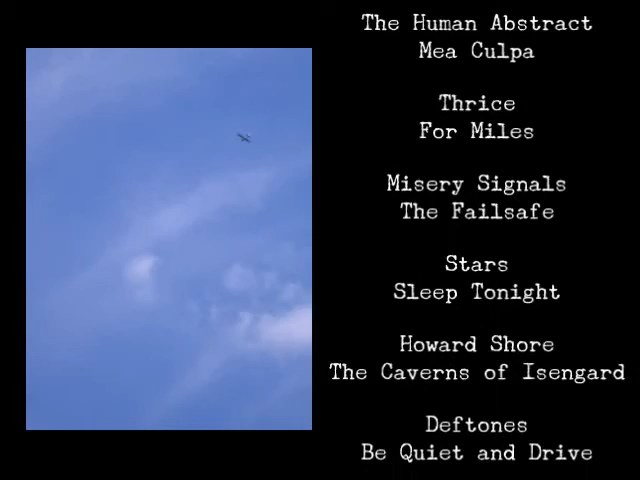 The Human Abstract
Mea Culpa
Thrice
For Miles
Misery Signals
The Failsafe
Stars
Sleep Tonight
Howard Shore
The Caverns of Isengard
Deftones
Be Quiet and Drive